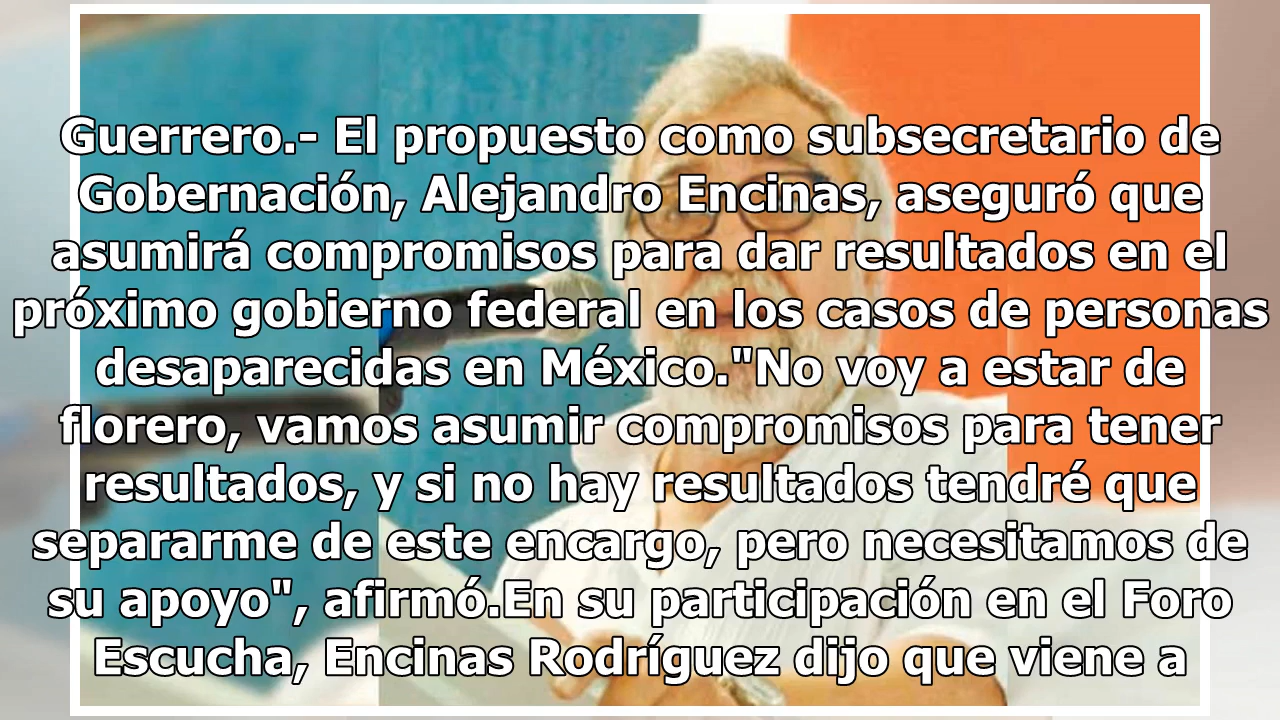 Guerrero.- El propuesto como subsecretario de
Gobernación, Alejandro Encinas, aseguró que
asumirá compromisos para dar resultados en el
próximo gobierno federal en los casos de personas
desaparecidas en México."No voy a estar de
florero, vamos asumir compromisos para tener
resultados, y si no hay resultados tendré que
separarme de este encargo, pero necesitamos de
su apoyo", afirmó.En su participación en el Foro
Escucha, Encinas Rodríguez dijo que viene a